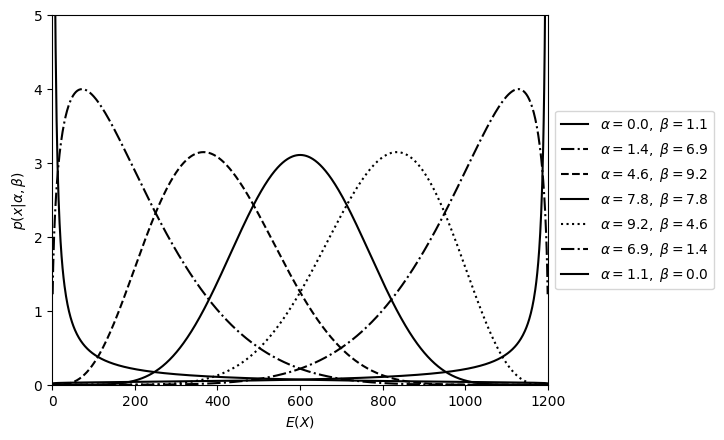 5
4
3
2
1
0
p(x|α, β)
0 200 400 600 800 1000 1200
E(X)
α = 0.0, β = 1.1
α = 1.4, β = 6.9
α = 4.6, β = 9.2
α = 7.8, β = 7.8
α = 9.2, β = 4.6
α = 6.9, β = 1.4
α = 1.1, β = 0.0